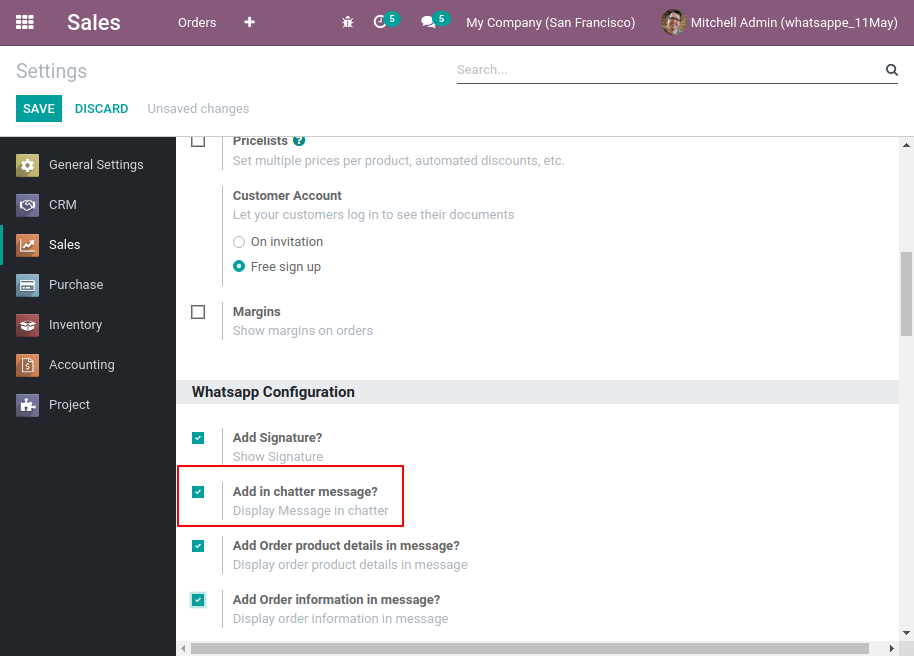 Sales Orders 5 5 My Company (San Francisco) Mitchell Admin (whatsappe_11May)
Settings Search...
SAVE DISCARD Unsaved changes
General Settings
CRM
Sales
Purchase
Inventory
Accounting
Project
Pricelists ?
Set multiple prices per product, automated discounts, etc.
Customer Account
Let your customers log in to see their documents
On invitation
Free sign up
Margins
Show margins on orders
Whatsapp Configuration
Add Signature?
Show Signature
Add in chatter message?
Display Message in chatter
Add Order product details in message?
Display order product details in message
Add Order information in message?
Display order information in message